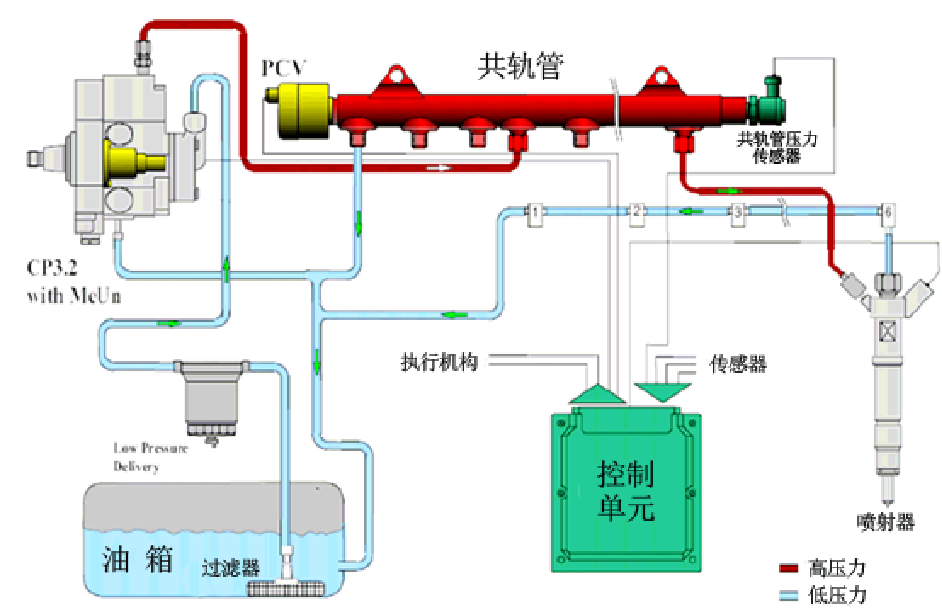 PCV
共轨管
共轨管压力
传感器
1
2
3
6
CP3.2
with MeUn
执行机构
传感器
Low Pressure
Delivery
控制
单元
喷射器
油 箱
过滤器
高压力
低压力